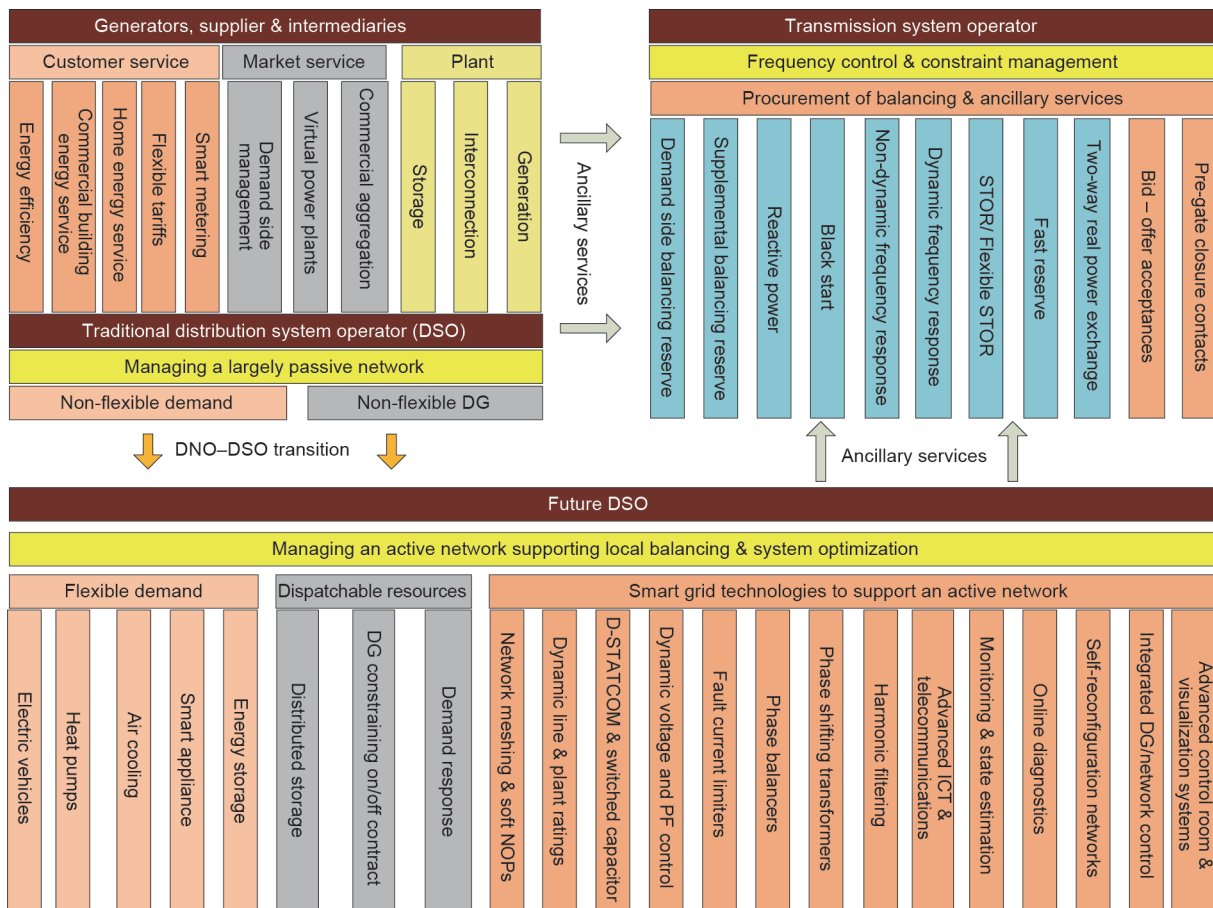 Generators, supplier & intermediaries
Customer service
Market service
Plant
Energy efficiency
Commercial building
energy service
Home energy service
Flexible tariffs
Smart metering
Demand side
management
Virtual power plants
Commercial aggregation
Storage
Interconnection
Generation
Traditional distribution system operator (DSO)
Managing a largely passive network
Non-flexible demand
Non-flexible DG
DNO–DSO transition
Ancillary
services
Transmission system operator
Frequency control & constraint management
Procurement of balancing & ancillary services
Demand side balancing reserve
Supplemental balancing reserve
Reactive power
Black start
Non-dynamic frequency response
Dynamic frequency response
STOR/ Flexible STOR
Fast reserve
Two-way real power exchange
Bid – offer acceptances
Pre-gate closure contacts
Ancillary services
Future DSO
Managing an active network supporting local balancing & system optimization
Flexible demand
Dispatchable resources
Smart grid technologies to support an active network
Electric vehicles
Heat pumps
Air cooling
Smart appliance
Energy storage
Distributed storage
DG constraining on/off contract
Demand response
Network meshing & soft NOPs
Dynamic line & plant ratings
D-STATCOM & switched capacitor
Dynamic voltage and PF control
Fault current limiters
Phase balancers
Phase shifting transformers
Harmonic filtering
Advanced ICT &
telecommunications
Monitoring & state estimation
Online diagnostics
Self-reconfiguration networks
Integrated DG/network control
Advanced control room &
visualization systems